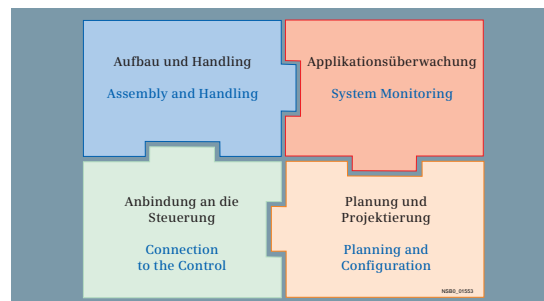 Aufbau und Handling
Assembly and Handling
Applikationsüberwachung
System Monitoring
Anbindung an die
Steuerung
Connection
to the Control
Planung und
Projektierung
Planning and
Configuration
NSB0_01553